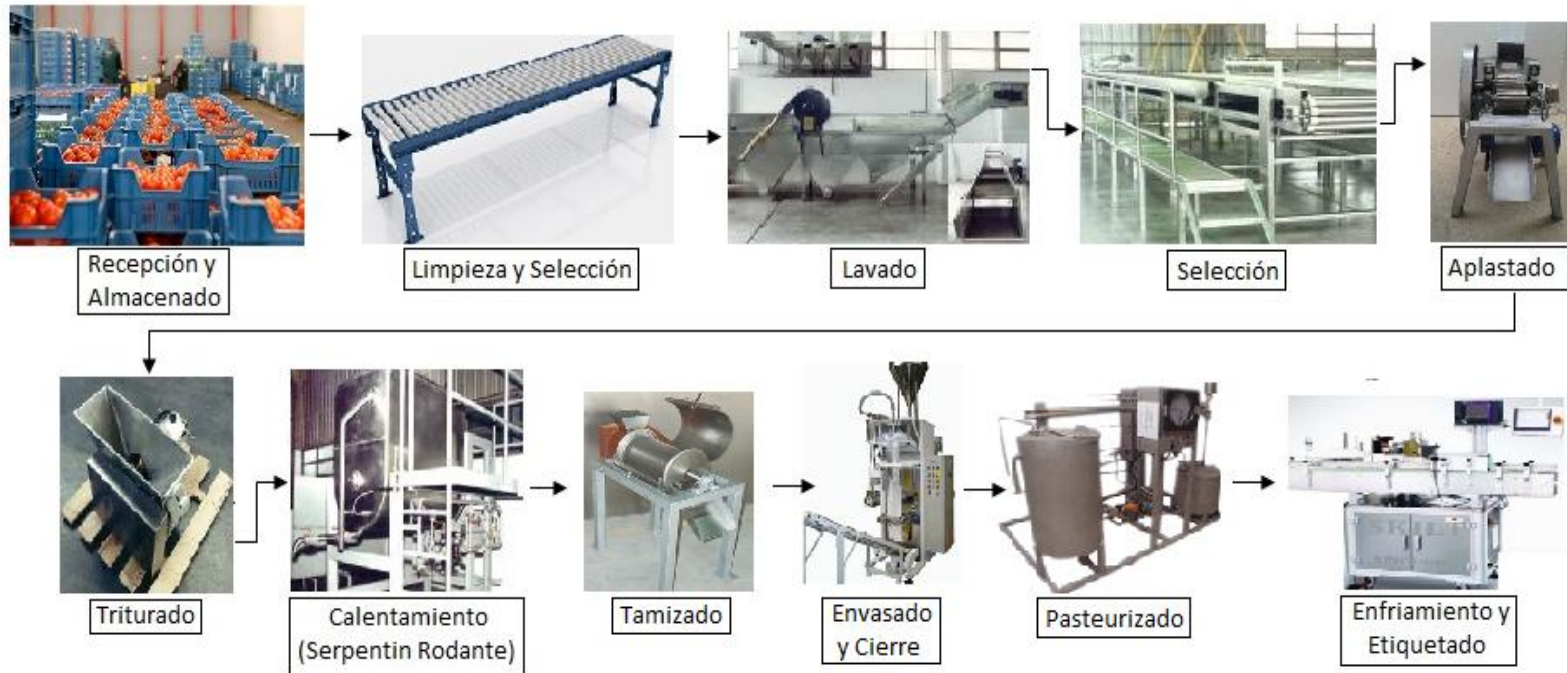 Recepción y
Almacenado
Limpieza y Selección
Lavado
Selección
Aplastado
Triturado
Calentamiento
(Serpentin Rodante)
Tamizado
Envasado
y Cierre
Pasteurizado
Enfriamiento y
Etiquetado